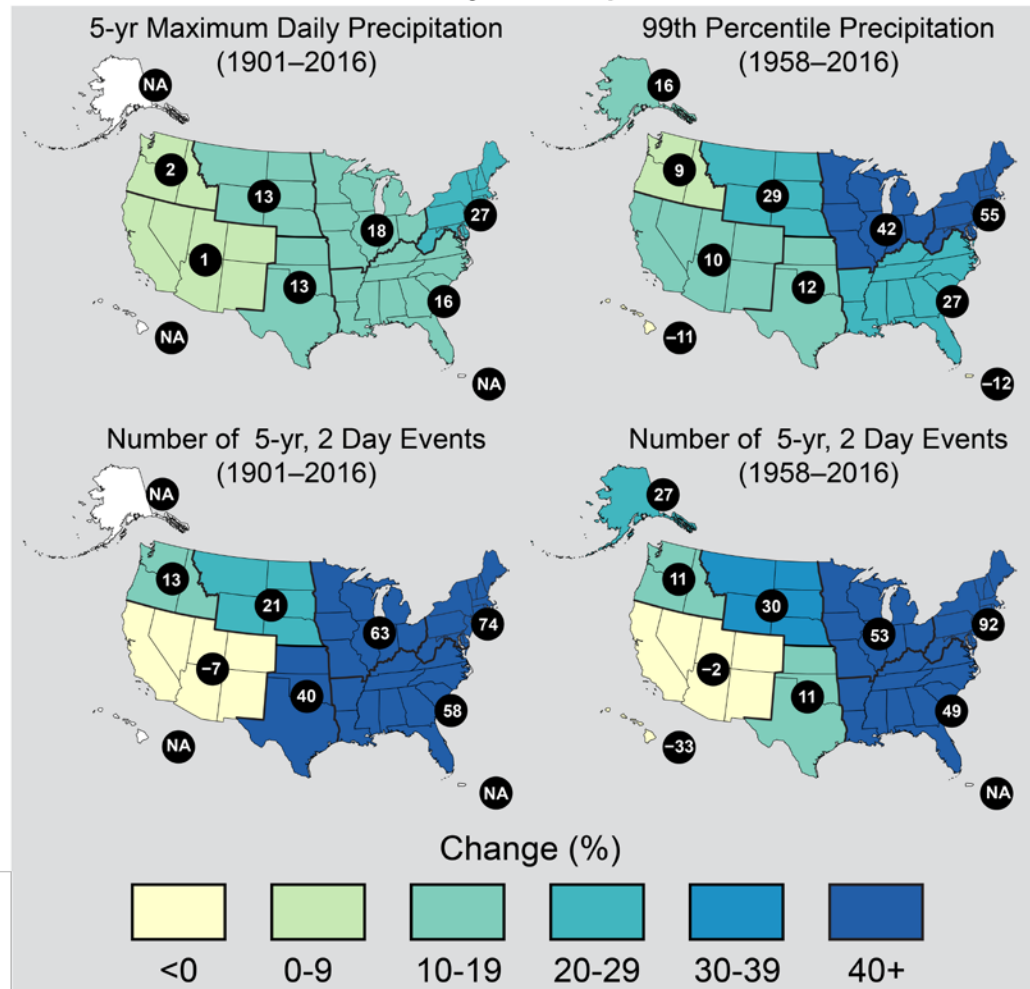 5-yr Maximum Daily Precipitation
(1901–2016)
NA
2
13
18
27
1
13
16
NA
NA
99th Percentile Precipitation
(1958–2016)
16
9
29
42
55
10
12
27
–11
–12
Number of 5-yr, 2 Day Events
(1901–2016)
NA
13
21
63
74
–7
40
58
NA
NA
Number of 5-yr, 2 Day Events
(1958–2016)
27
11
30
53
92
–2
11
49
–33
NA
Change (%)
<0 0-9 10-19 20-29 30-39 40+